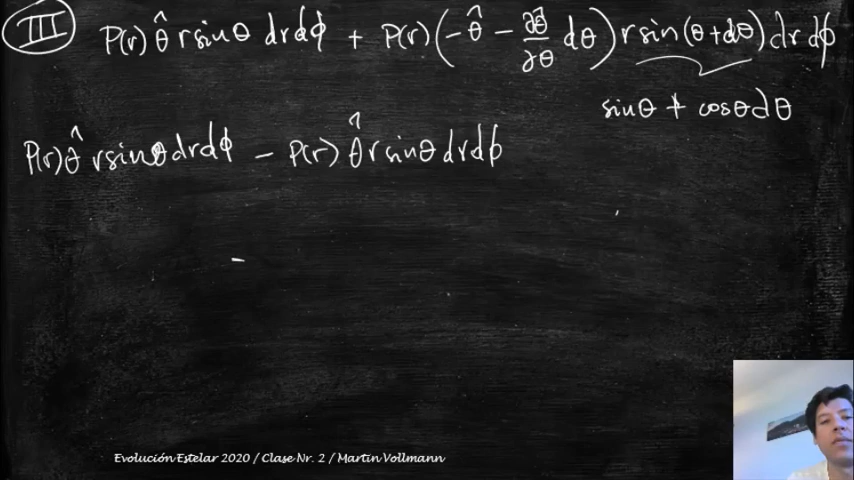 III P(r) θ̂ r sinθ dr dφ + P(r) (-θ̂ - ∂θ̂/∂θ dθ) r sin(θ+dθ) dr dφ
sinθ + cosθ dθ
P(r) θ̂ r sinθ dr dφ - P(r) θ̂ r sinθ dr dφ
-
Evolución Estelar 2020 / Clase Nr. 2 / Martin Vollmann